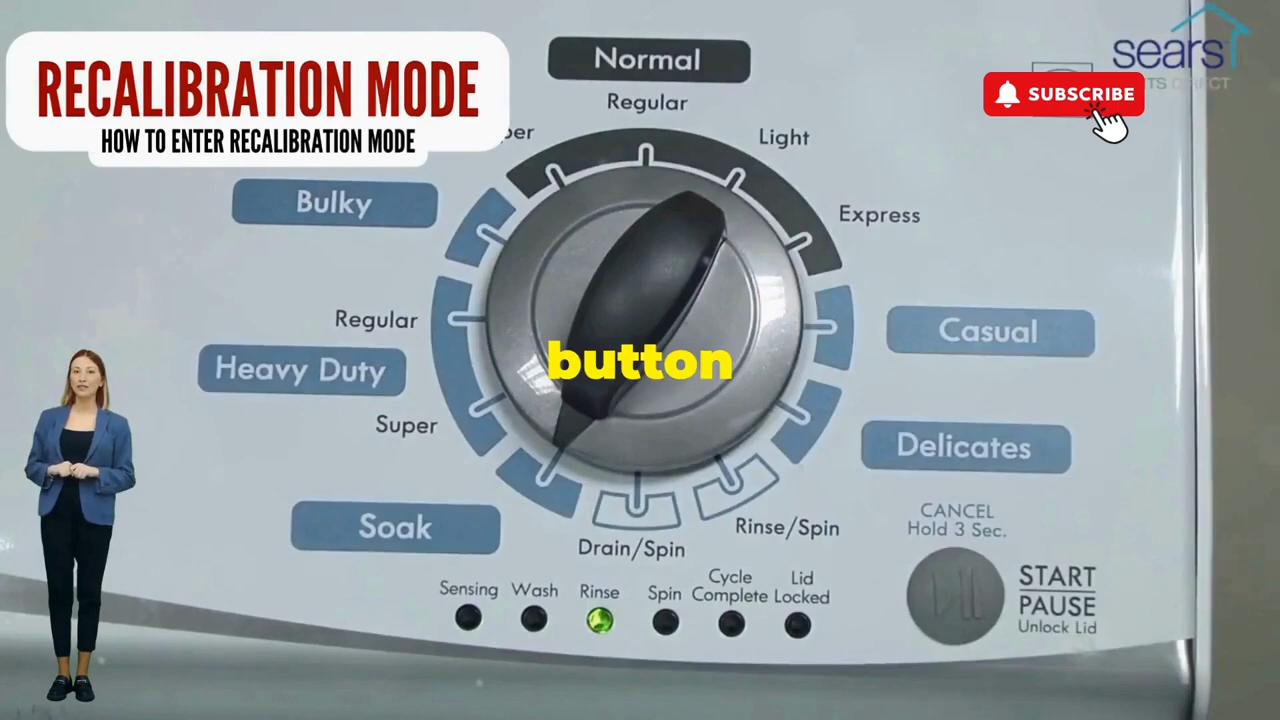 sears
RECALIBRATION MODE
HOW TO ENTER RECALIBRATION MODE
SUBSCRIBE
DIRECT
Normal
Regular
Light
Bulky
Express
Regular
Casual
Heavy Duty
button
Super
Delicates
Soak
CANCEL
Hold 3 Sec.
Rinse/Spin
Drain/Spin
Sensing
Wash
Rinse
Spin
Cycle
Complete
Lid
Locked
START
PAUSE
Unlock Lid